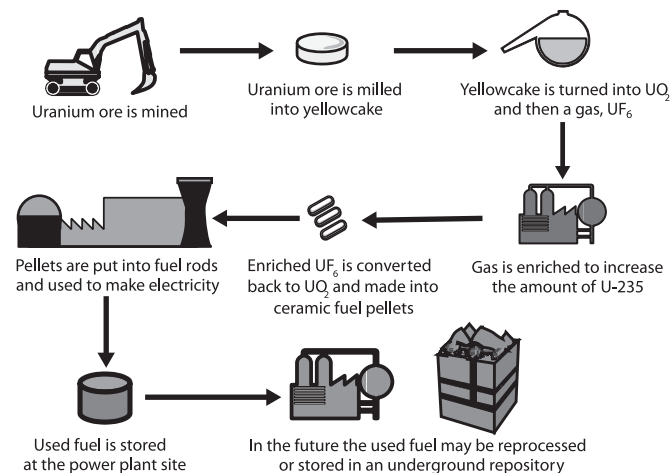 Uranium ore is mined
Uranium ore is milled
into yellowcake
Yellowcake is turned into UO₂
and then a gas, UF₆
Pellets are put into fuel rods
and used to make electricity
Enriched UF₆ is converted
back to UO₂ and made into
ceramic fuel pellets
Gas is enriched to increase
the amount of U-235
Used fuel is stored
at the power plant site
In the future the used fuel may be reprocessed
or stored in an underground repository